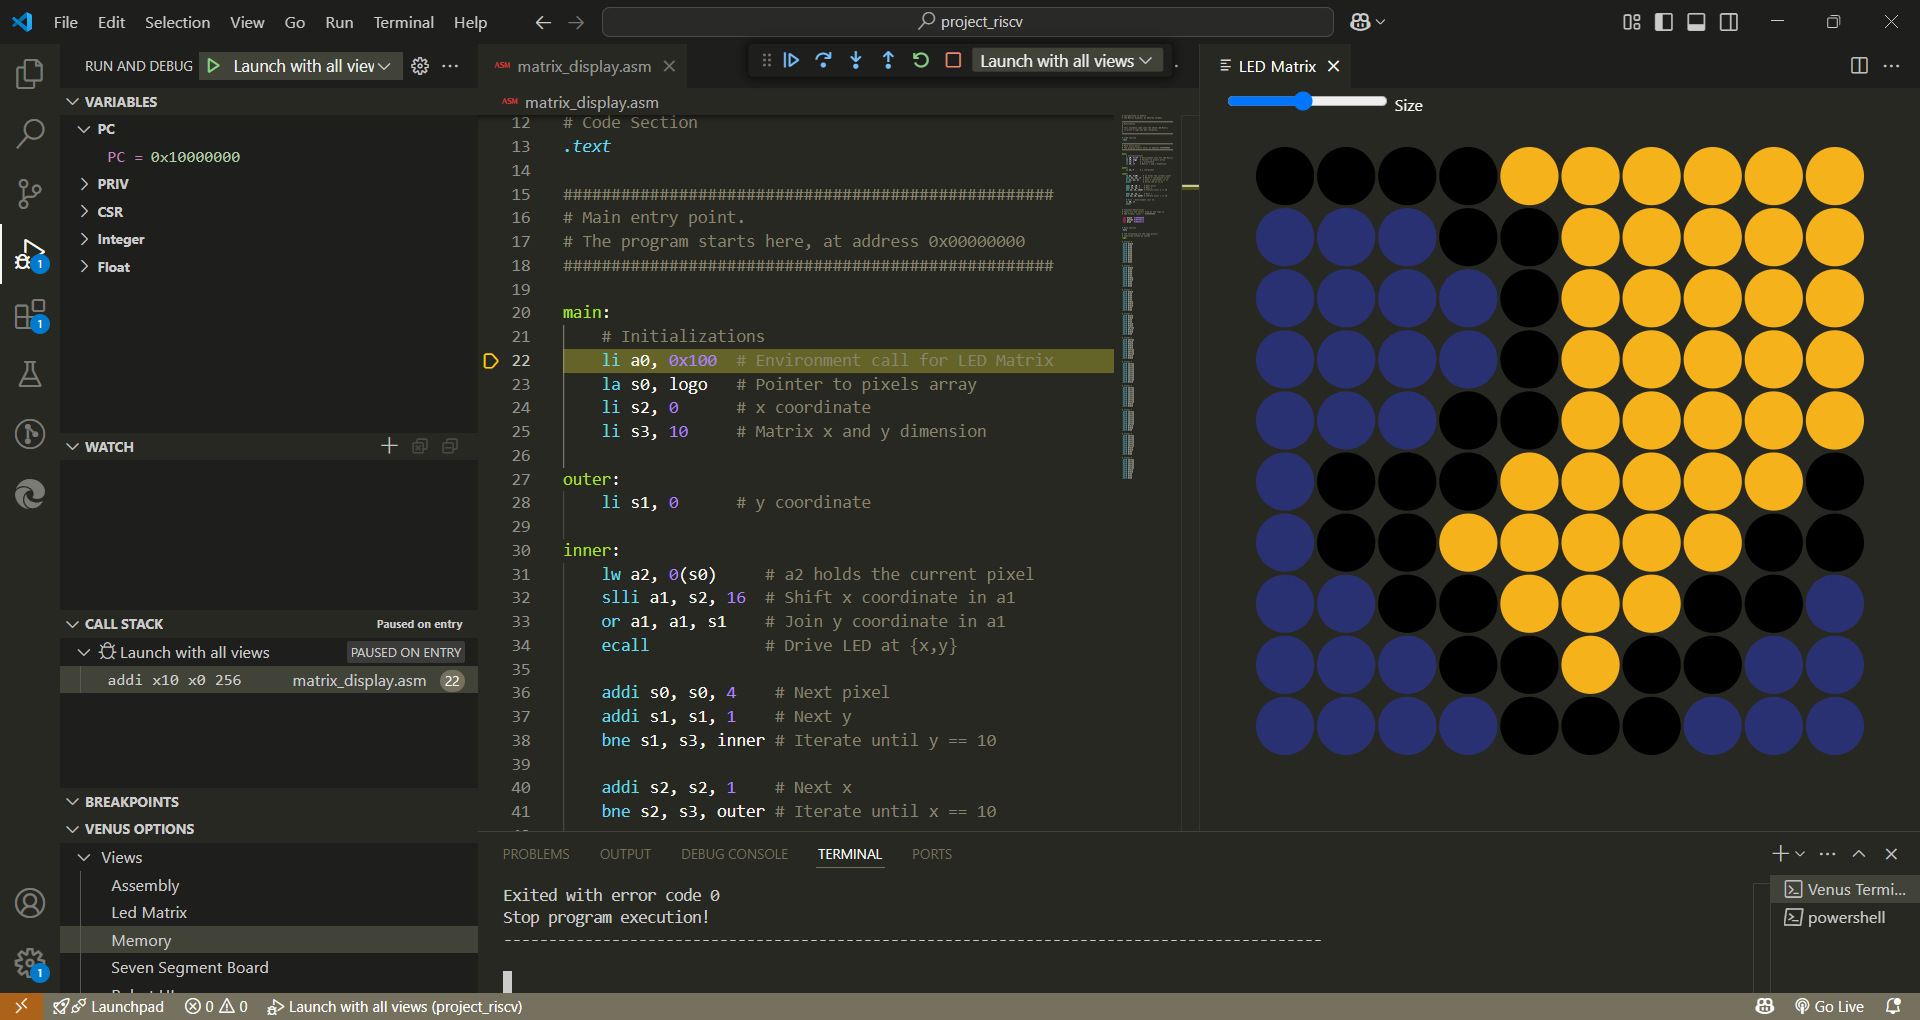 File Edit Selection View Go Run Terminal Help
project_riscv
RUN AND DEBUG
Launch with all view
VARIABLES
PC
PC = 0x10000000
PRIV
CSR
Integer
Float
WATCH
CALL STACK
Paused on entry
Launch with all views
PAUSED ON ENTRY
addi x10 x0 256
matrix_display.asm
22
BREAKPOINTS
VENUS OPTIONS
Views
Assembly
Led Matrix
Memory
Seven Segment Board
1
1
1
ASM matrix_display.asm
Launch with all views
ASM matrix_display.asm
12 # Code Section
13 .text
14
15 ###################################################
16 # Main entry point.
17 # The program starts here, at address 0x00000000
18 ###################################################
19
20 main:
21 # Initializations
22 li a0, 0x100 # Environment call for LED Matrix
23 la s0, logo # Pointer to pixels array
24 li s2, 0 # x coordinate
25 li s3, 10 # Matrix x and y dimension
26
27 outer:
28 li s1, 0 # y coordinate
29
30 inner:
31 lw a2, 0(s0) # a2 holds the current pixel
32 slli a1, s2, 16 # Shift x coordinate in a1
33 or a1, a1, s1 # Join y coordinate in a1
34 ecall # Drive LED at {x,y}
35
36 addi s0, s0, 4 # Next pixel
37 addi s1, s1, 1 # Next y
38 bne s1, s3, inner # Iterate until y == 10
39
40 addi s2, s2, 1 # Next x
41 bne s2, s3, outer # Iterate until x == 10
LED Matrix
Size
PROBLEMS OUTPUT DEBUG CONSOLE TERMINAL PORTS
Exited with error code 0
Stop program execution!
-------------------------------------------------------------------------------------------
Venus Termi...
powershell
Launchpad
0 0
Launch with all views (project_riscv)
Go Live